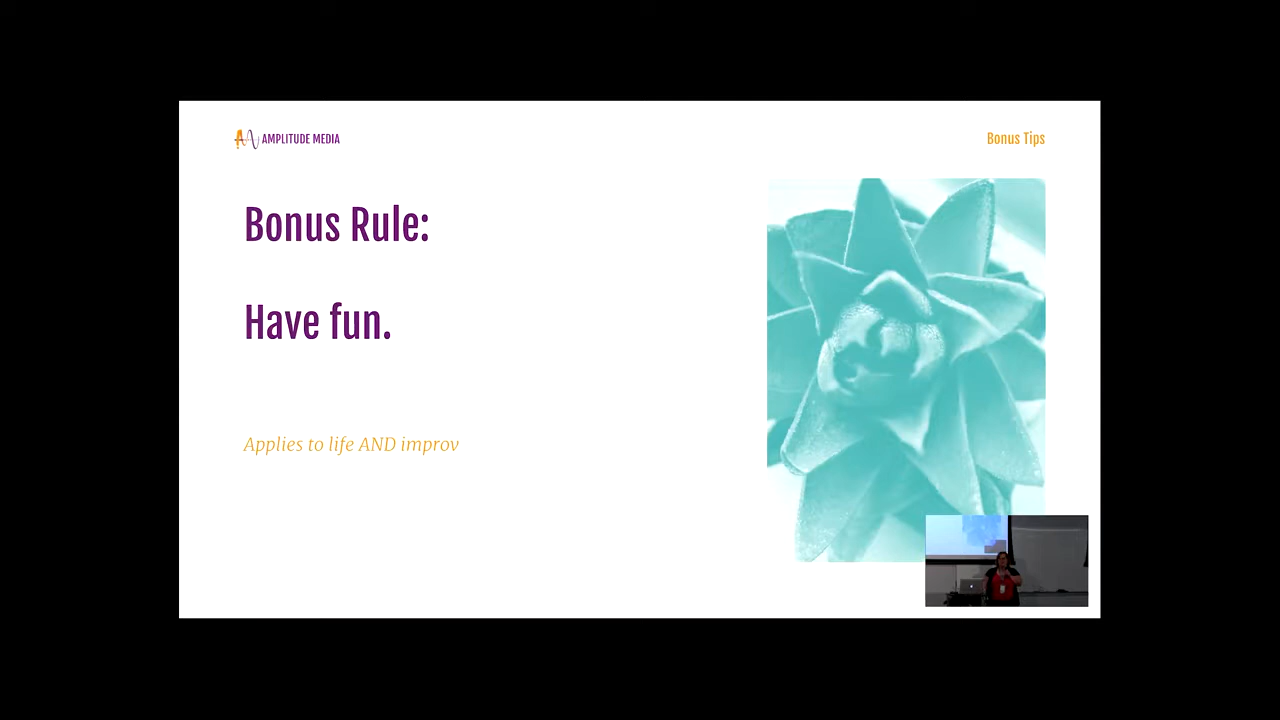 AMPLITUDE MEDIA
Bonus Tips
Bonus Rule:
Have fun.
Applies to life AND improv